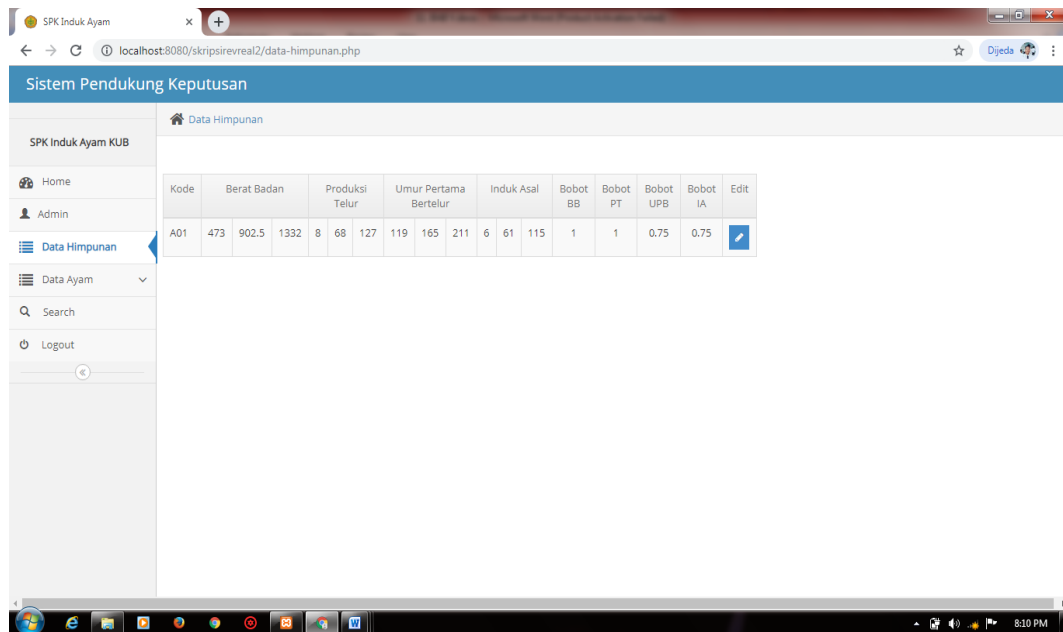 SPK Induk Ayam
localhost:8080/skripsirevreal2/data-himpunan.php
Dijeda
Sistem Pendukung Keputusan
SPK Induk Ayam KUB
Home
Admin
Data Himpunan
Data Ayam
Search
Logout
Data Himpunan
Kode Berat Badan Produksi Telur Umur Pertama Bertelur Induk Asal Bobot BB Bobot PT Bobot UPB Bobot IA Edit
A01 473 902.5 1332 8 68 127 119 165 211 6 61 115 1 1 0.75 0.75
8:10 PM